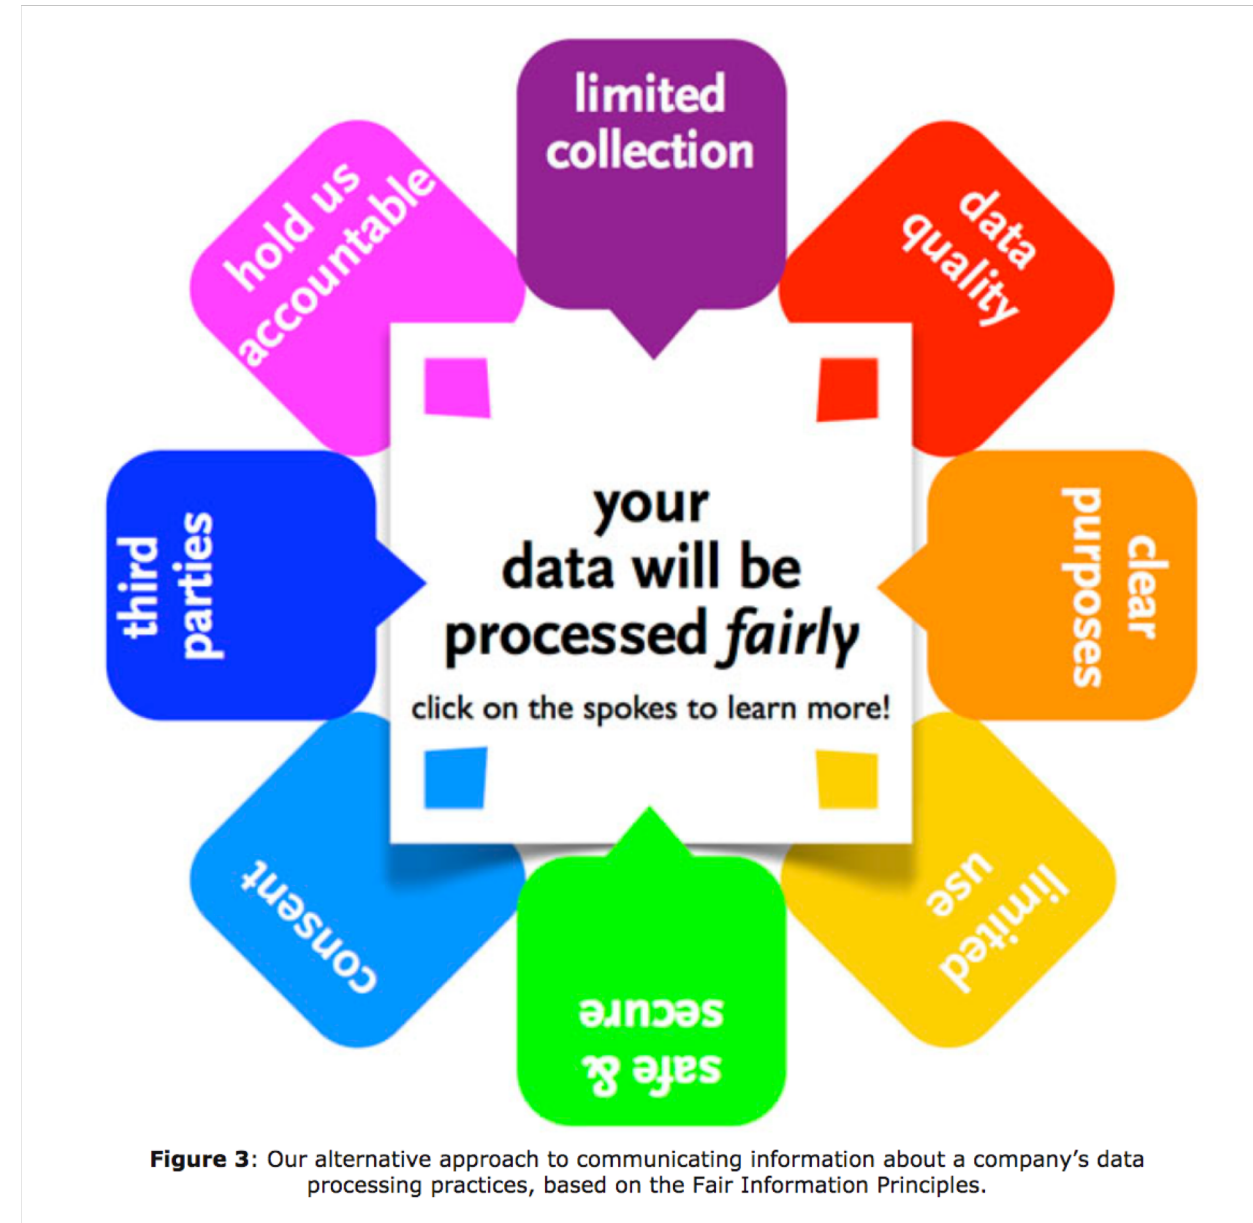 limited
collection
data
quality
clear
purposes
limited
use
safe &
secure
consent
third
parties
hold us
accountable
your
data will be
processed fairly
click on the spokes to learn more!
Figure 3: Our alternative approach to communicating information about a company’s data
processing practices, based on the Fair Information Principles.